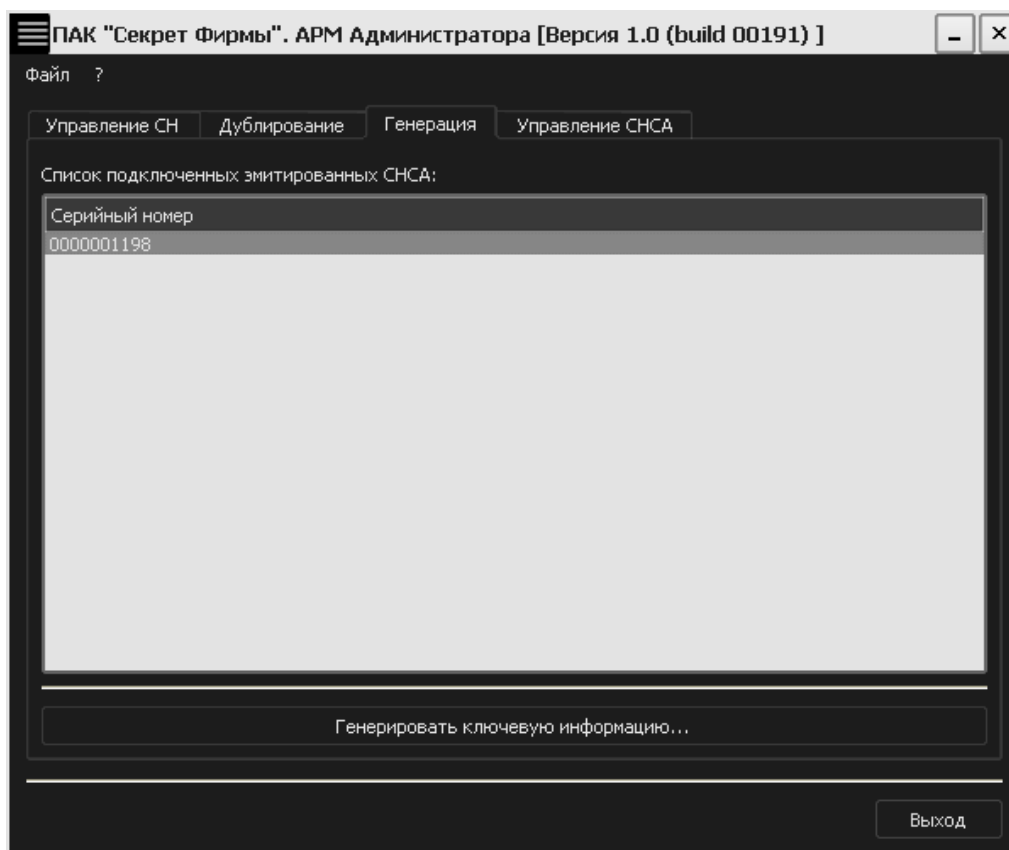 ПАК "Секрет Фирмы". АРМ Администратора [Версия 1.0 (build 00191) ]
Файл ?
Управление СН Дублирование Генерация Управление СНСА
Список подключенных эмитированных СНСА:
Серийный номер
0000001198
Генерировать ключевую информацию...
Выход